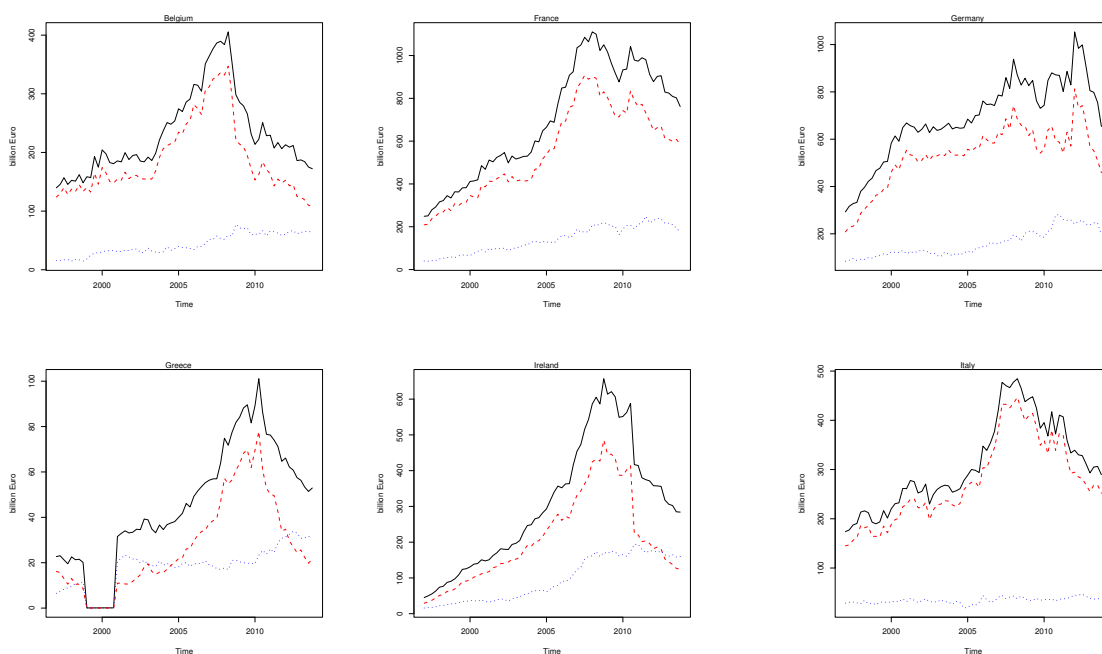 Belgium
billion Euro
0 100 200 300 400
2000 2005 2010
Time
France
billion Euro
0 200 400 600 800 1000
2000 2005 2010
Time
Germany
billion Euro
200 400 600 800 1000
2000 2005 2010
Time
Greece
billion Euro
0 20 40 60 80 100
2000 2005 2010
Time
Ireland
billion Euro
0 100 200 300 400 500 600
2000 2005 2010
Time
Italy
billion Euro
100 200 300 400 500
2000 2005 2010
Time